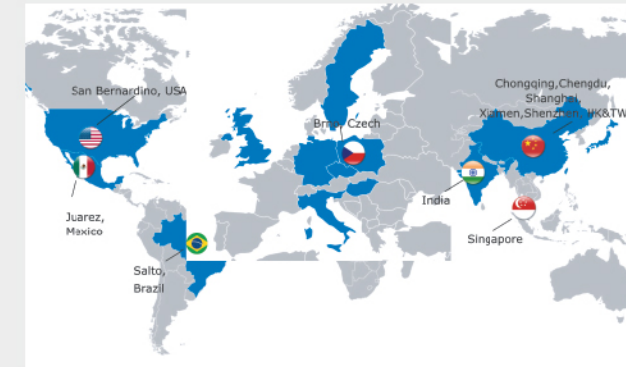 San Bernardino, USA
Chongqing,Chengdu,
Shanghai,
Xiamen,Shenzhen, HK&TW
Brno, Czech
India
Juarez,
Mexico
Singapore
Salto,
Brazil